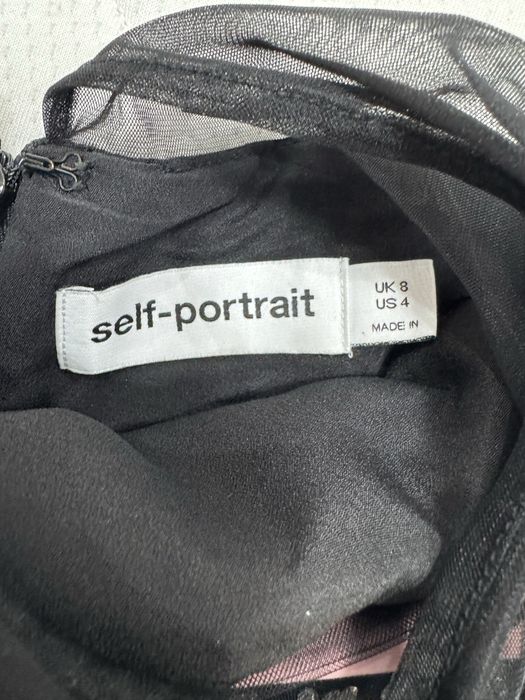 self-portrait
UK 8
US 4
MADE IN